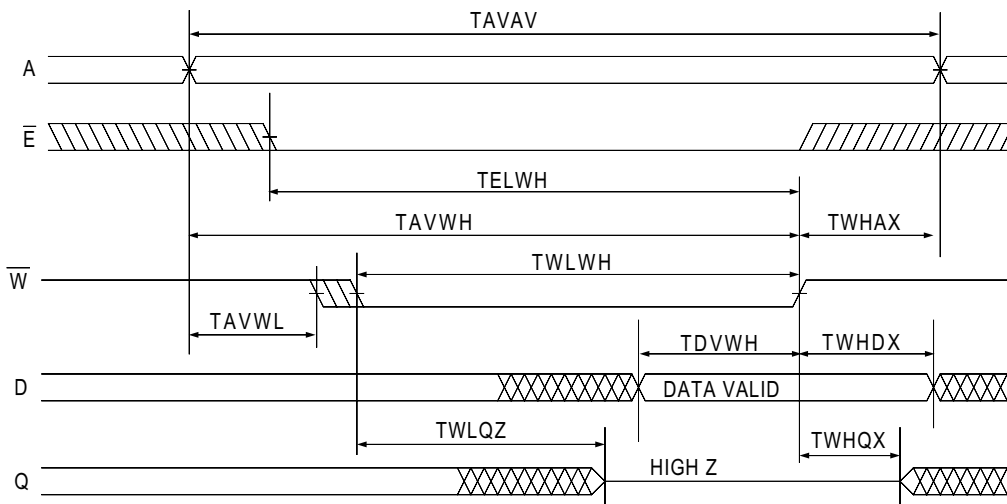 TAVAV
A
E̅
TELWH
TAVWH TWHAX
W̅ TWLWH
TAVWL
TDVWH TWHDX
D DATA VALID
TWLQZ TWHQX
Q HIGH Z